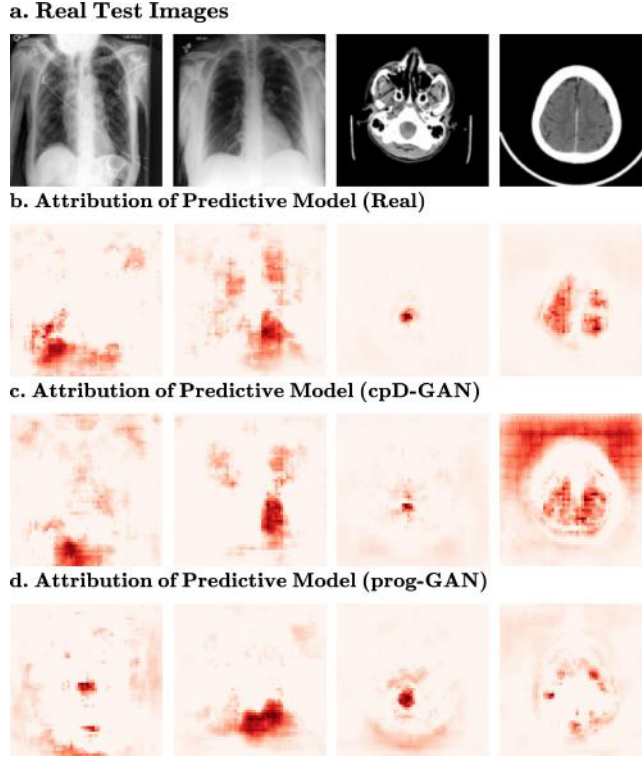 a. Real Test Images
b. Attribution of Predictive Model (Real)
c. Attribution of Predictive Model (cpD-GAN)
d. Attribution of Predictive Model (prog-GAN)